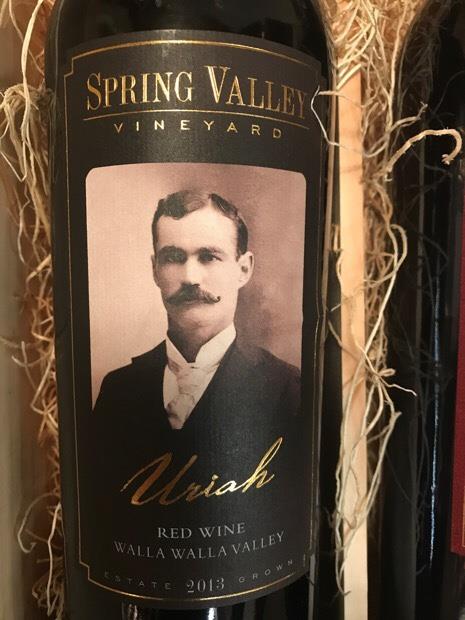 SPRING VALLEY
VINEYARD
Uriah
RED WINE
WALLA WALLA VALLEY
ESTATE 2013 GROWN